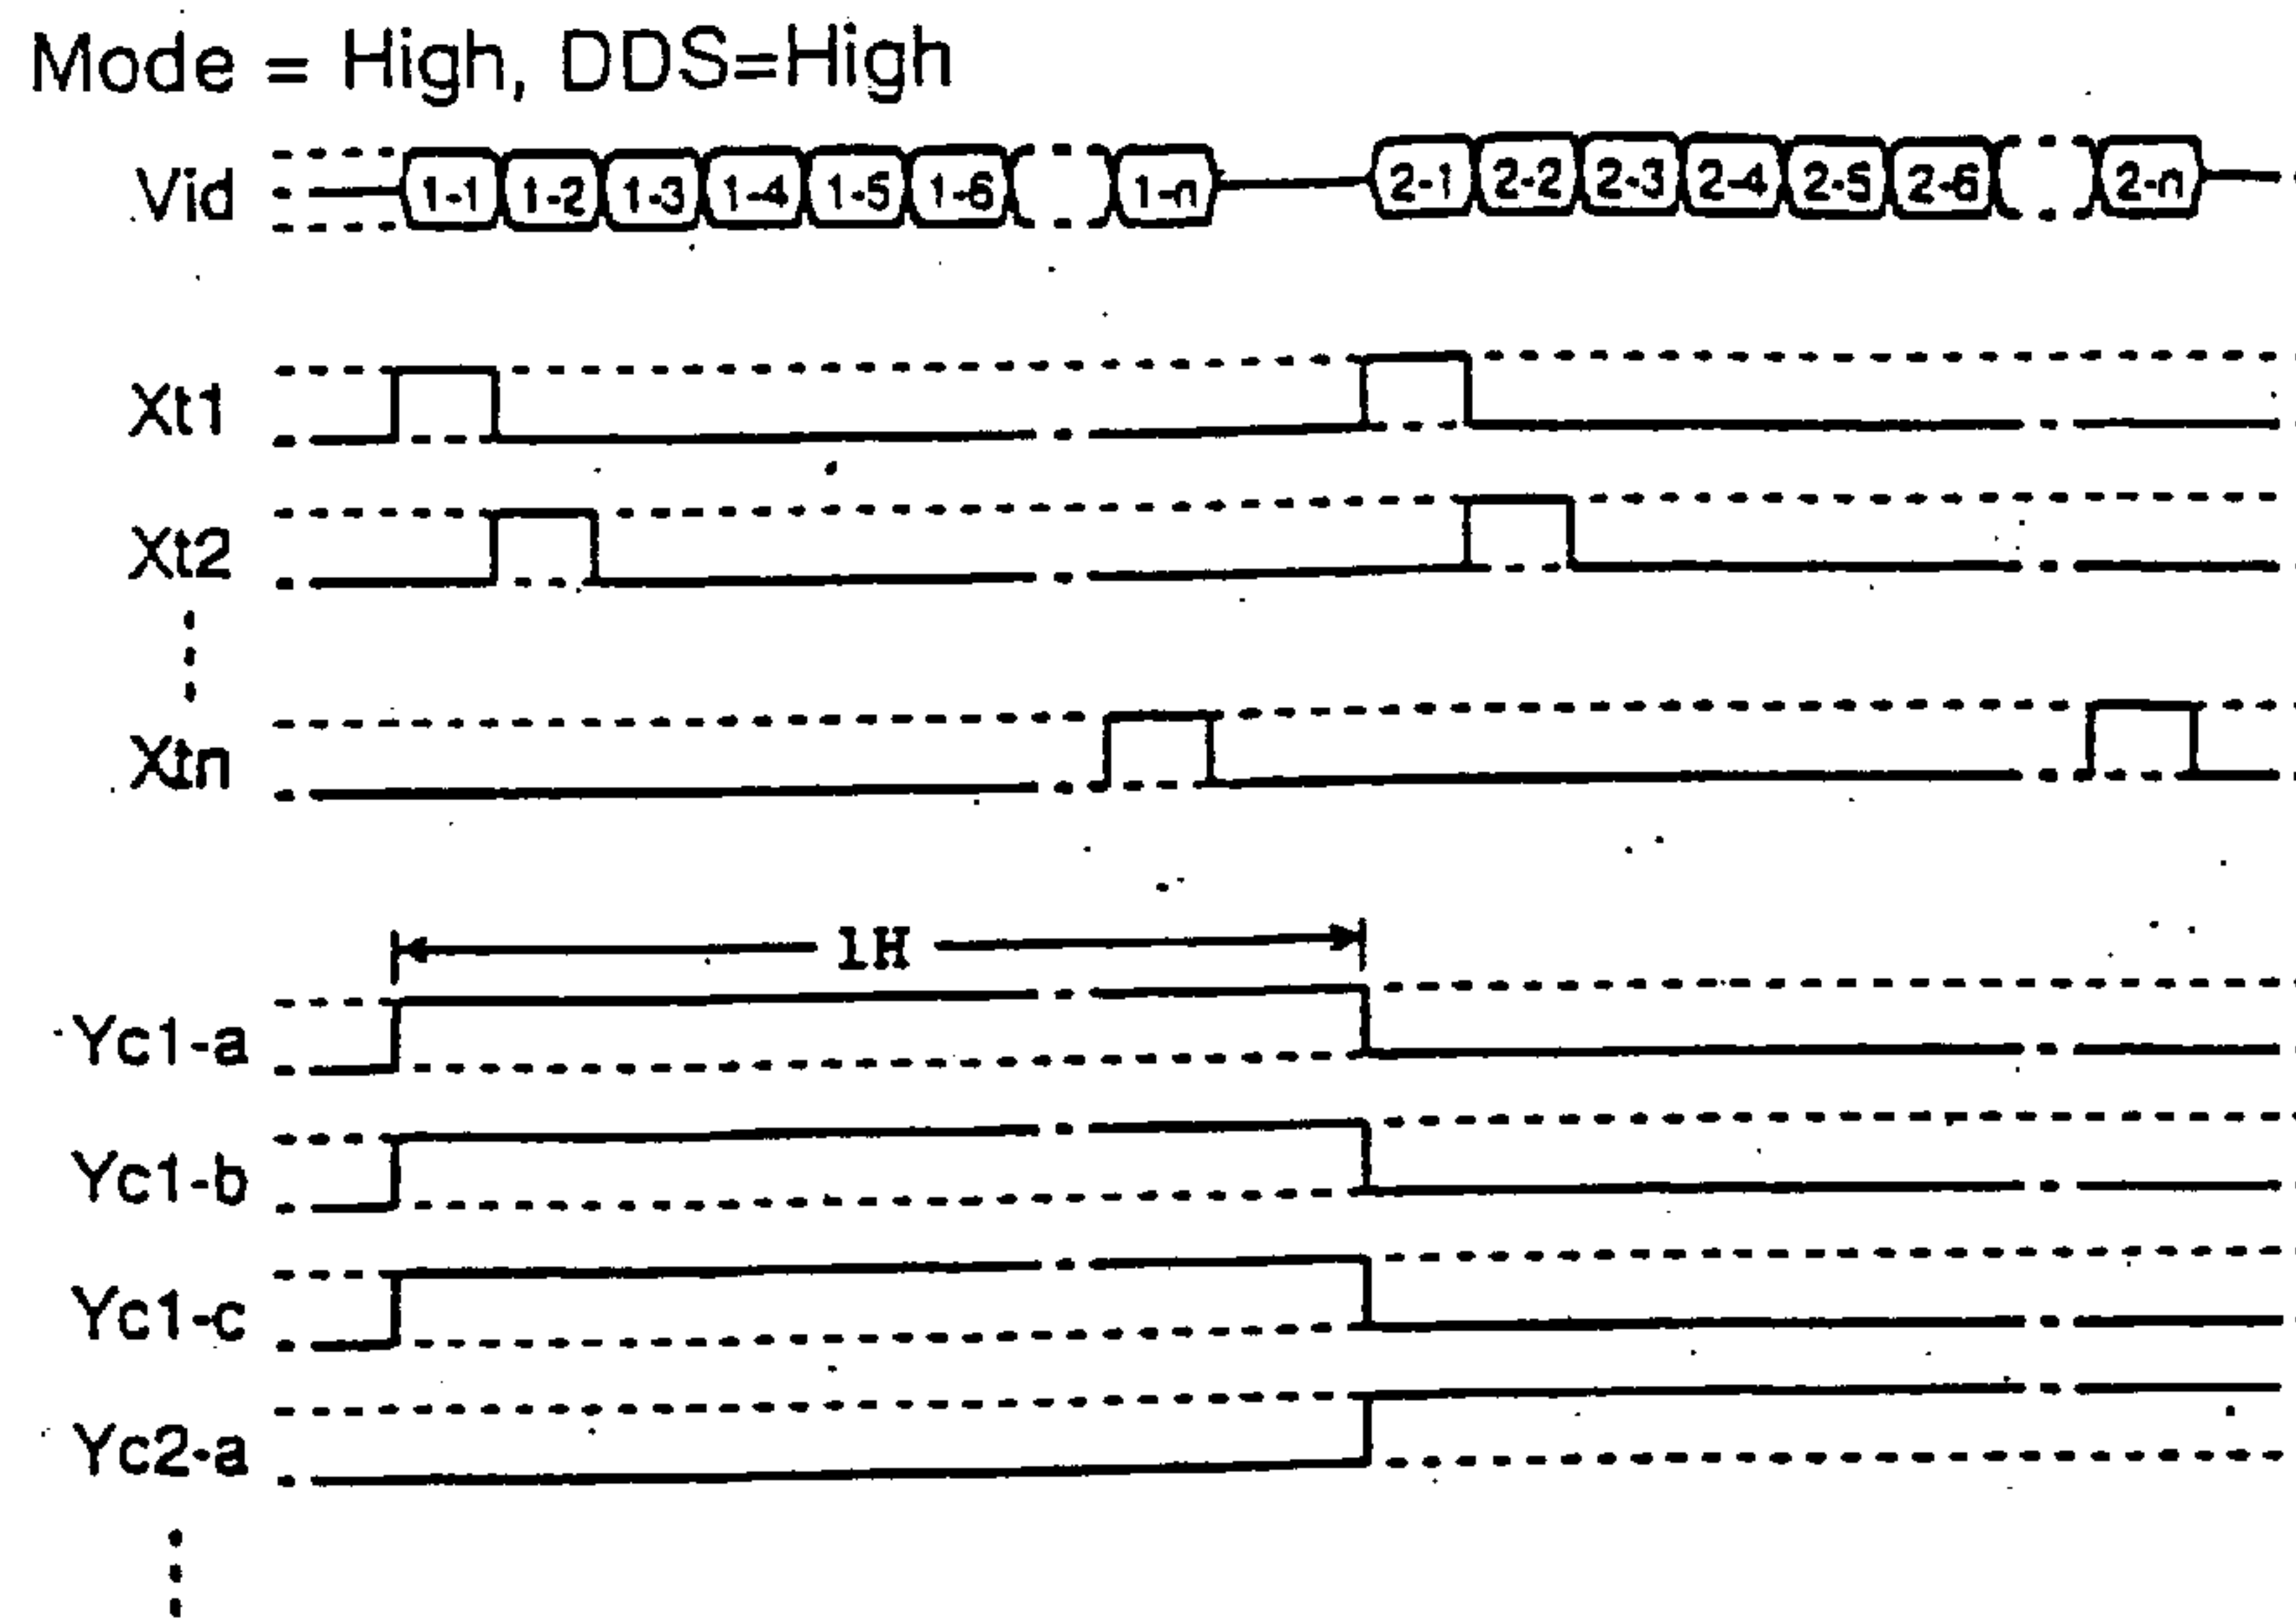 Mode = High, DDS=High
Vid 1-1 1-2 1-3 1-4 1-5 1-6 1-n 2-1 2-2 2-3 2-4 2-5 2-6 2-n
Xt1
Xt2
Xtn
1H
Yc1-a
Yc1-b
Yc1-c
Yc2-a